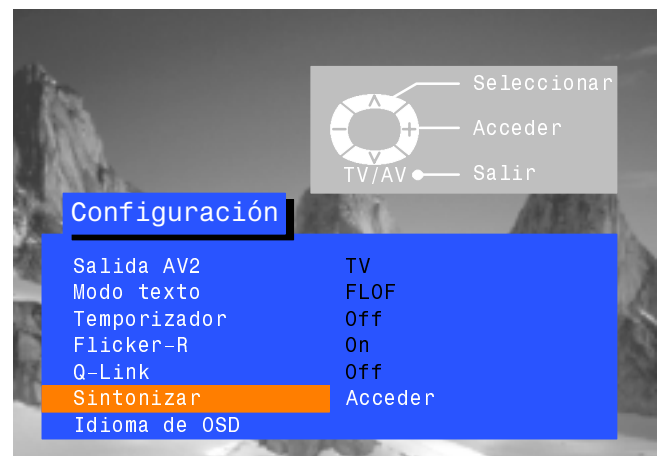 Seleccionar
Acceder
TV/AV Salir
Configuración
Salida AV2 TV
Modo texto FLOF
Temporizador Off
Flicker-R On
Q-Link Off
Sintonizar Acceder
Idioma de OSD